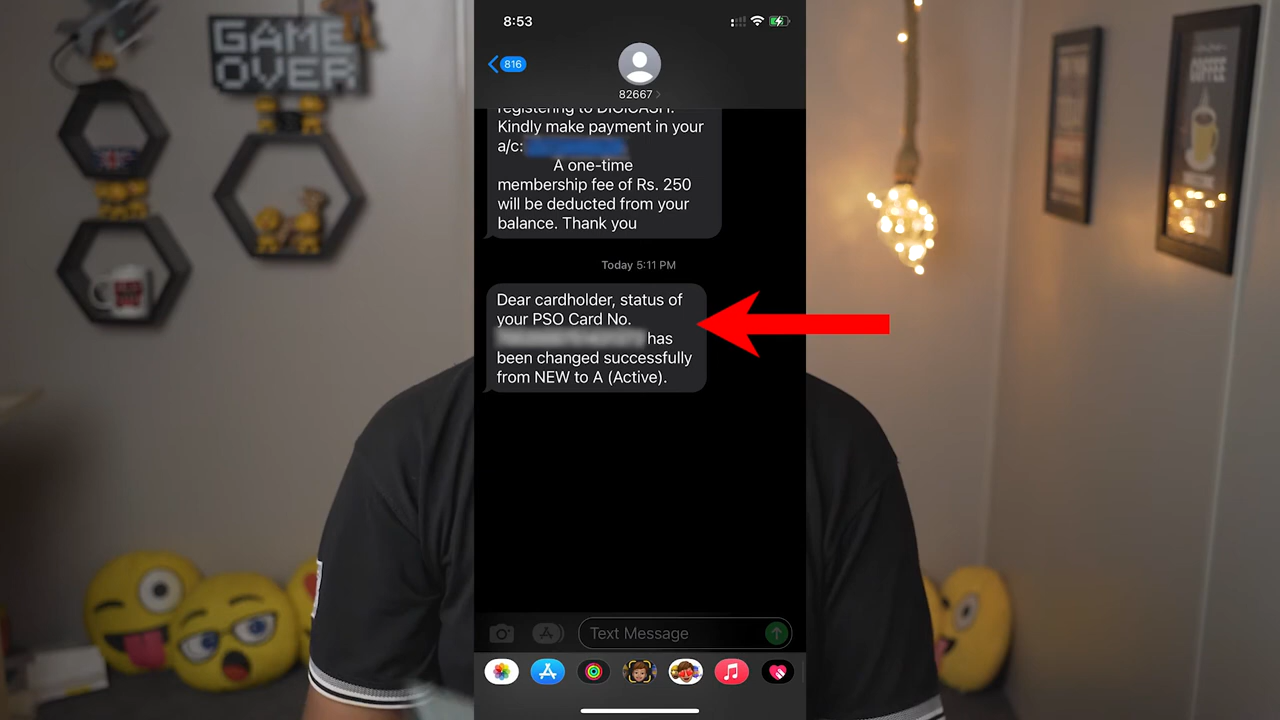 GAME
OVER
COFFEE
8:53
816
82667
registering to DIGICASH.
Kindly make payment in your
a/c:
A one-time
membership fee of Rs. 250
will be deducted from your
balance. Thank you
Today 5:11 PM
Dear cardholder, status of
your PSO Card No.
has
been changed successfully
from NEW to A (Active).
Text Message